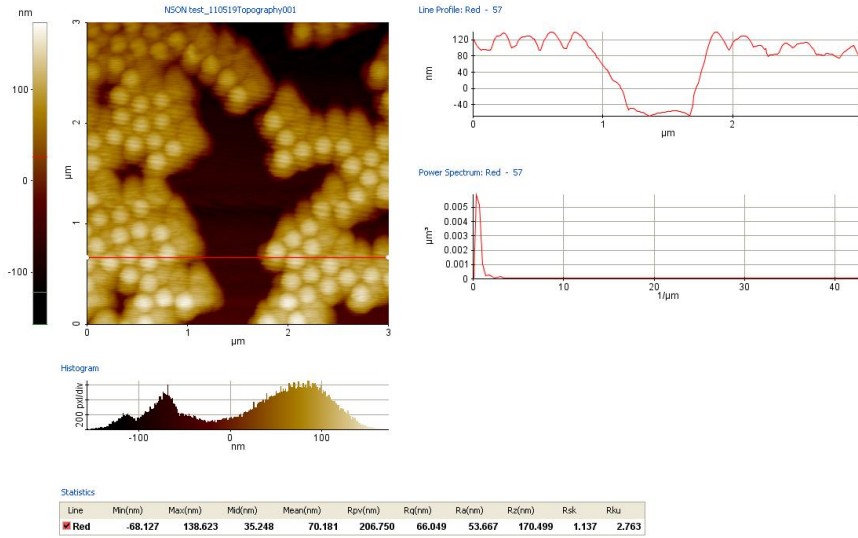 nm
NSON test_110519Topography001
Line Profile: Red - 57
100
0
-100
3
2
1
0
µm
0 1 2 3
µm
nm
120
80
40
0
-40
0 1 2
µm
Power Spectrum: Red - 57
µm³
0.005
0.004
0.003
0.002
0.001
0
0 10 20 30 40
1/µm
Histogram
200 pxl/div
-100 0 100
nm
Statistics
Line Min(nm) Max(nm) Mid(nm) Mean(nm) Rpv(nm) Rq(nm) Ra(nm) Rz(nm) Rsk Rku
Red -68.127 138.623 35.248 70.181 206.750 66.049 53.667 170.499 1.137 2.763